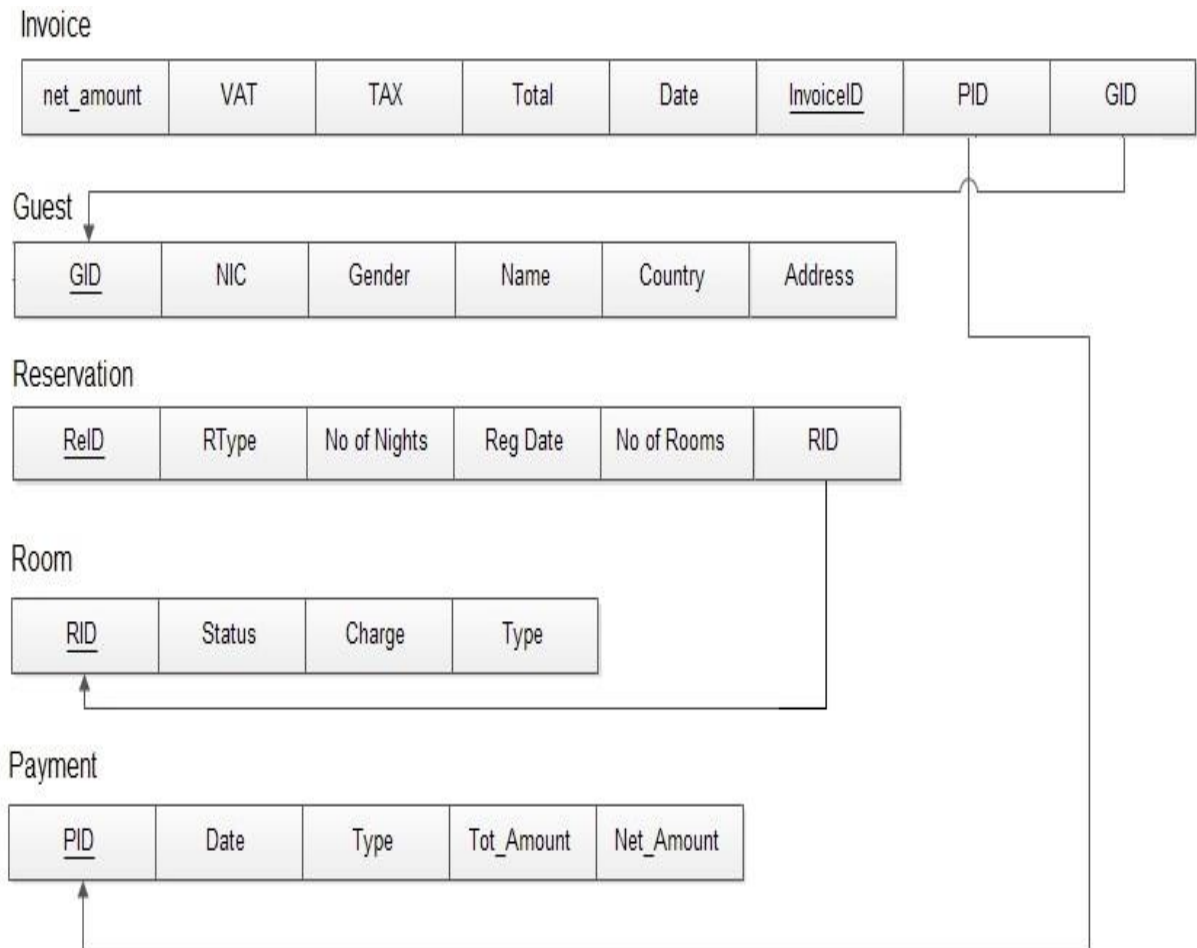 Invoice
net_amount VAT TAX Total Date InvoiceID PID GID
Guest
GID NIC Gender Name Country Address
Reservation
ReID RType No of Nights Reg Date No of Rooms RID
Room
RID Status Charge Type
Payment
PID Date Type Tot_Amount Net_Amount